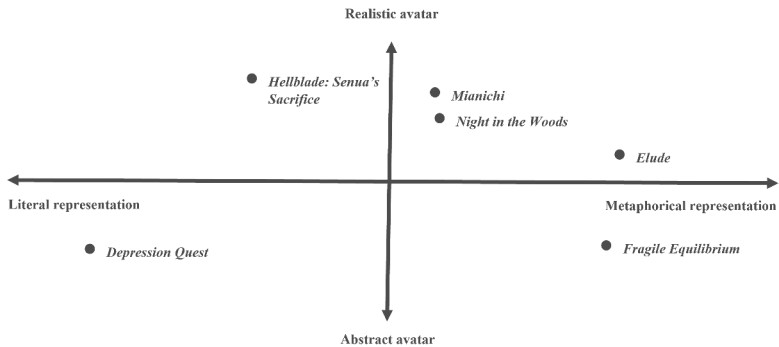 Realistic avatar
Hellblade: Senua's
Sacrifice
Mianichi
Night in the Woods
Elude
Literal representation
Metaphorical representation
Depression Quest
Fragile Equilibrium
Abstract avatar